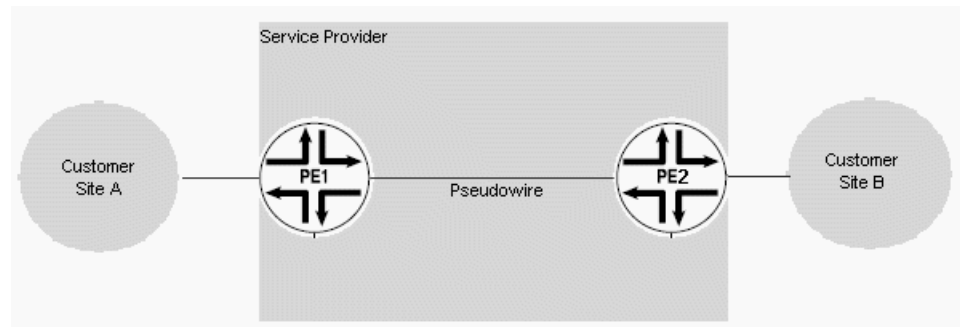 Service Provider
Customer
Site A
PE1
Pseudowire
PE2
Customer
Site B